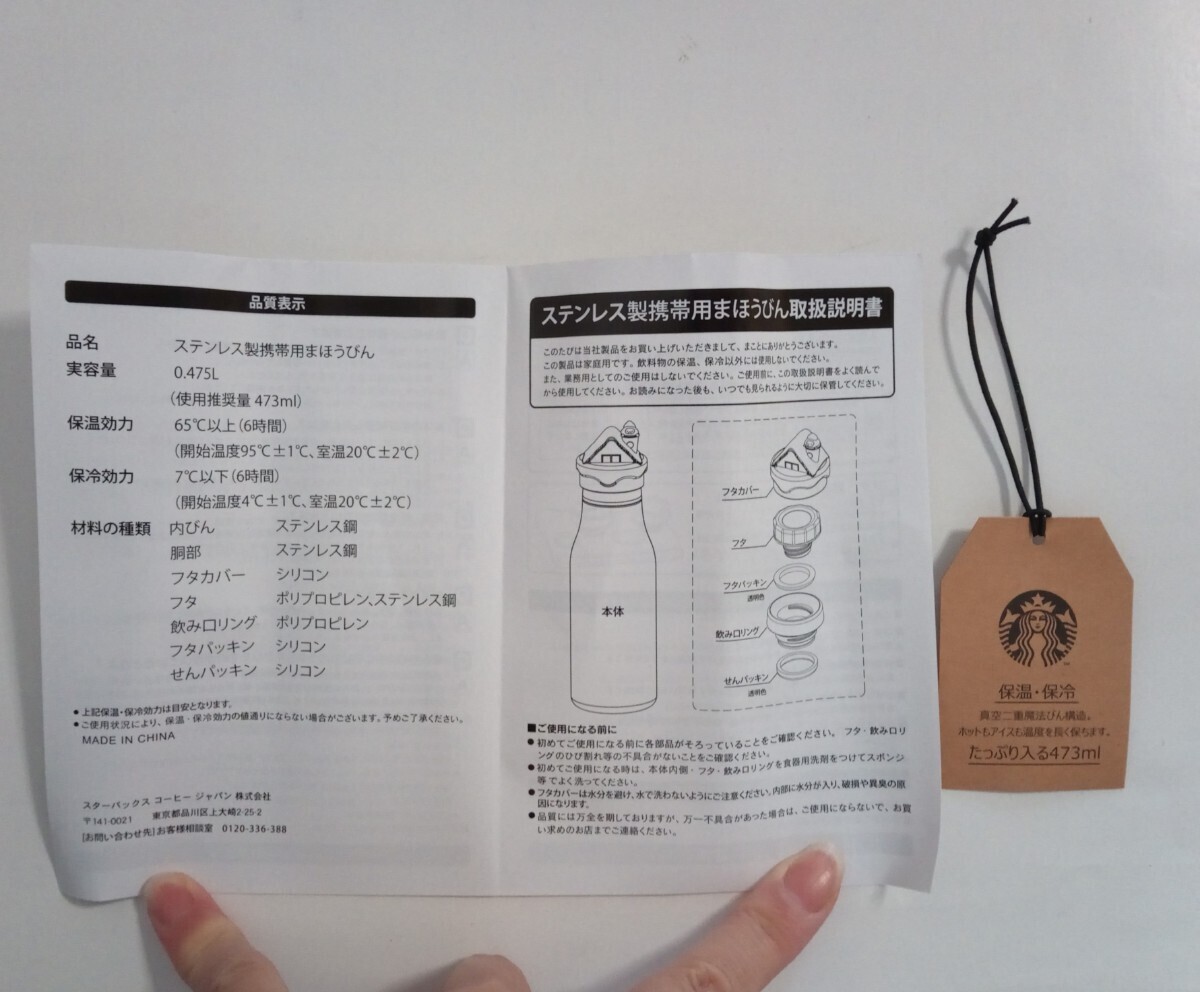 品質表示
品名 ステンレス製携帯用まほうびん
実容量 0.475L
(使用推奨量 473ml)
保温効力 65℃以上(6時間)
(開始温度95℃±1℃、室温20℃±2℃)
保冷効力 7℃以下(6時間)
(開始温度4℃±1℃、室温20℃±2℃)
材料の種類 内びん ステンレス鋼
胴部 ステンレス鋼
フタカバー シリコン
フタ ポリプロピレン、ステンレス鋼
飲み口リング ポリプロピレン
フタパッキン シリコン
せんパッキン シリコン
●上記保温・保冷効力は目安となります。
●ご使用状況により、保温・保冷効力の値通りにならない場合がございます。予めご了承ください。
MADE IN CHINA
スターバックス コーヒー ジャパン 株式会社
〒141-0021 東京都品川区上大崎2-25-2
[お問い合わせ先]お客様相談室 0120-336-388
ステンレス製携帯用まほうびん取扱説明書
このたびは当社製品をお買い上げいただきまして、まことにありがとうございます。
この製品は家庭用です。飲料物の保温、保冷以外には使用しないでください。
また、業務用としてのご使用はしないでください。ご使用前に、この取扱説明書をよく読んで
から使用してください。お読みになった後も、いつでも見られるように大切に保管してください。
本体
フタカバー
フタ
フタパッキン
透明色
飲み口リング
せんパッキン
透明色
■ご使用になる前に
●初めてご使用になる前に各部品がそろっていることをご確認ください。フタ・飲み口リ
ングのひび割れ等の不具合がないことをご確認ください。
●初めてご使用になる時は、本体内側・フタ・飲み口リングを食器用洗剤をつけてスポンジ
等でよく洗ってください。
●フタカバーは水分を避け、水で洗わないようにご注意ください。内部に水分が入り、破損や異臭の原
因になります。
●品質には万全を期しておりますが、万一不具合があった場合は、ご使用にならないで、お買
い求めのお店までご連絡ください。
保温・保冷
真空二重魔法びん構造。
ホットもアイスも温度を長く保ちます。
たっぷり入る473ml